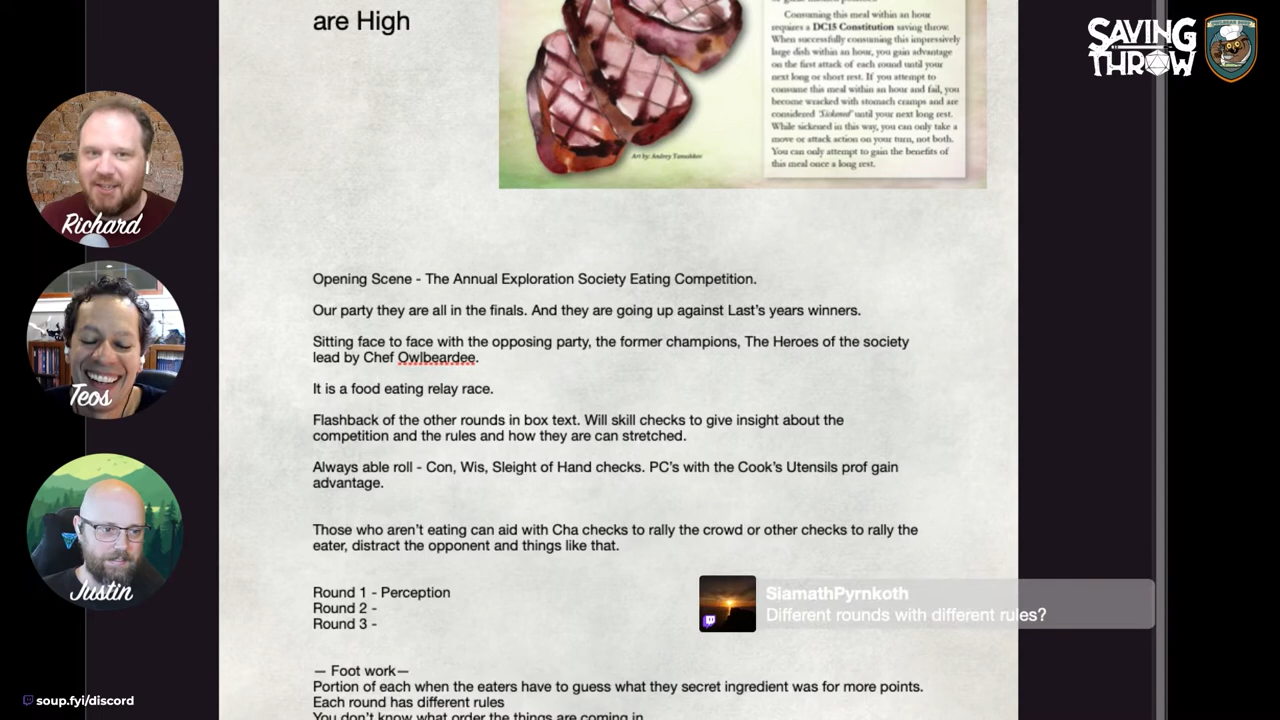 are High
Consuming this meal within an hour
requires a DC15 Constitution saving throw.
When successfully consuming this impressively
large dish within an hour, you gain advantage
on the first attack of each round until your
next long or short rest. If you attempt to
consume this meal within an hour and fail, you
become wracked with stomach cramps and are
considered 'Sickened' until your next long rest.
While sickened in this way, you can only take a
move or attack action on your turn, not both.
You can only attempt to gain the benefits of
this meal once a long rest.
Art by: Andrey
SAVING
THROW
Richard
Teos
Justin
Opening Scene - The Annual Exploration Society Eating Competition.
Our party they are all in the finals. And they are going up against Last's years winners.
Sitting face to face with the opposing party, the former champions, The Heroes of the society
lead by Chef Owlbeardee.
It is a food eating relay race.
Flashback of the other rounds in box text. Will skill checks to give insight about the
competition and the rules and how they are can stretched.
Always able roll - Con, Wis, Sleight of Hand checks. PC's with the Cook's Utensils prof gain
advantage.
Those who aren't eating can aid with Cha checks to rally the crowd or other checks to rally the
eater, distract the opponent and things like that.
Round 1 - Perception
Round 2 -
Round 3 -
SiamathPyrnkoth
Different rounds with different rules?
— Foot work—
Portion of each when the eaters have to guess what they secret ingredient was for more points.
Each round has different rules
You don't know what order the things are coming in
soup.fyi/discord